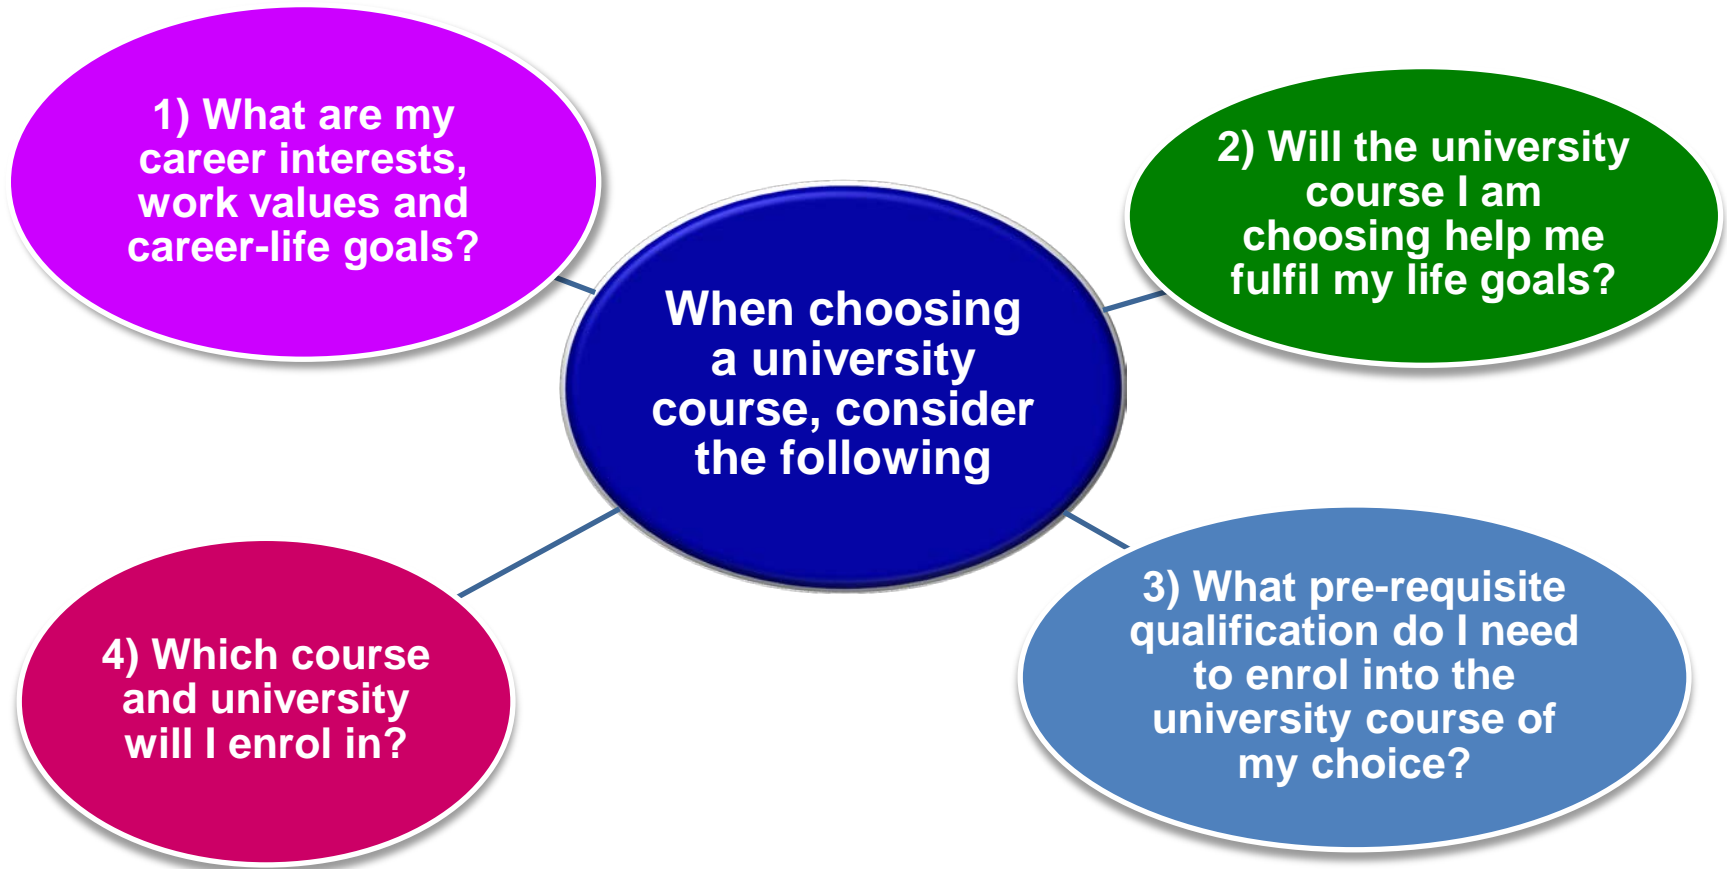 1) What are my
career interests,
work values and
career-life goals?
2) Will the university
course I am
choosing help me
fulfil my life goals?
When choosing
a university
course, consider
the following
3) What pre-requisite
qualification do I need
to enrol into the
university course of
my choice?
4) Which course
and university
will I enrol in?